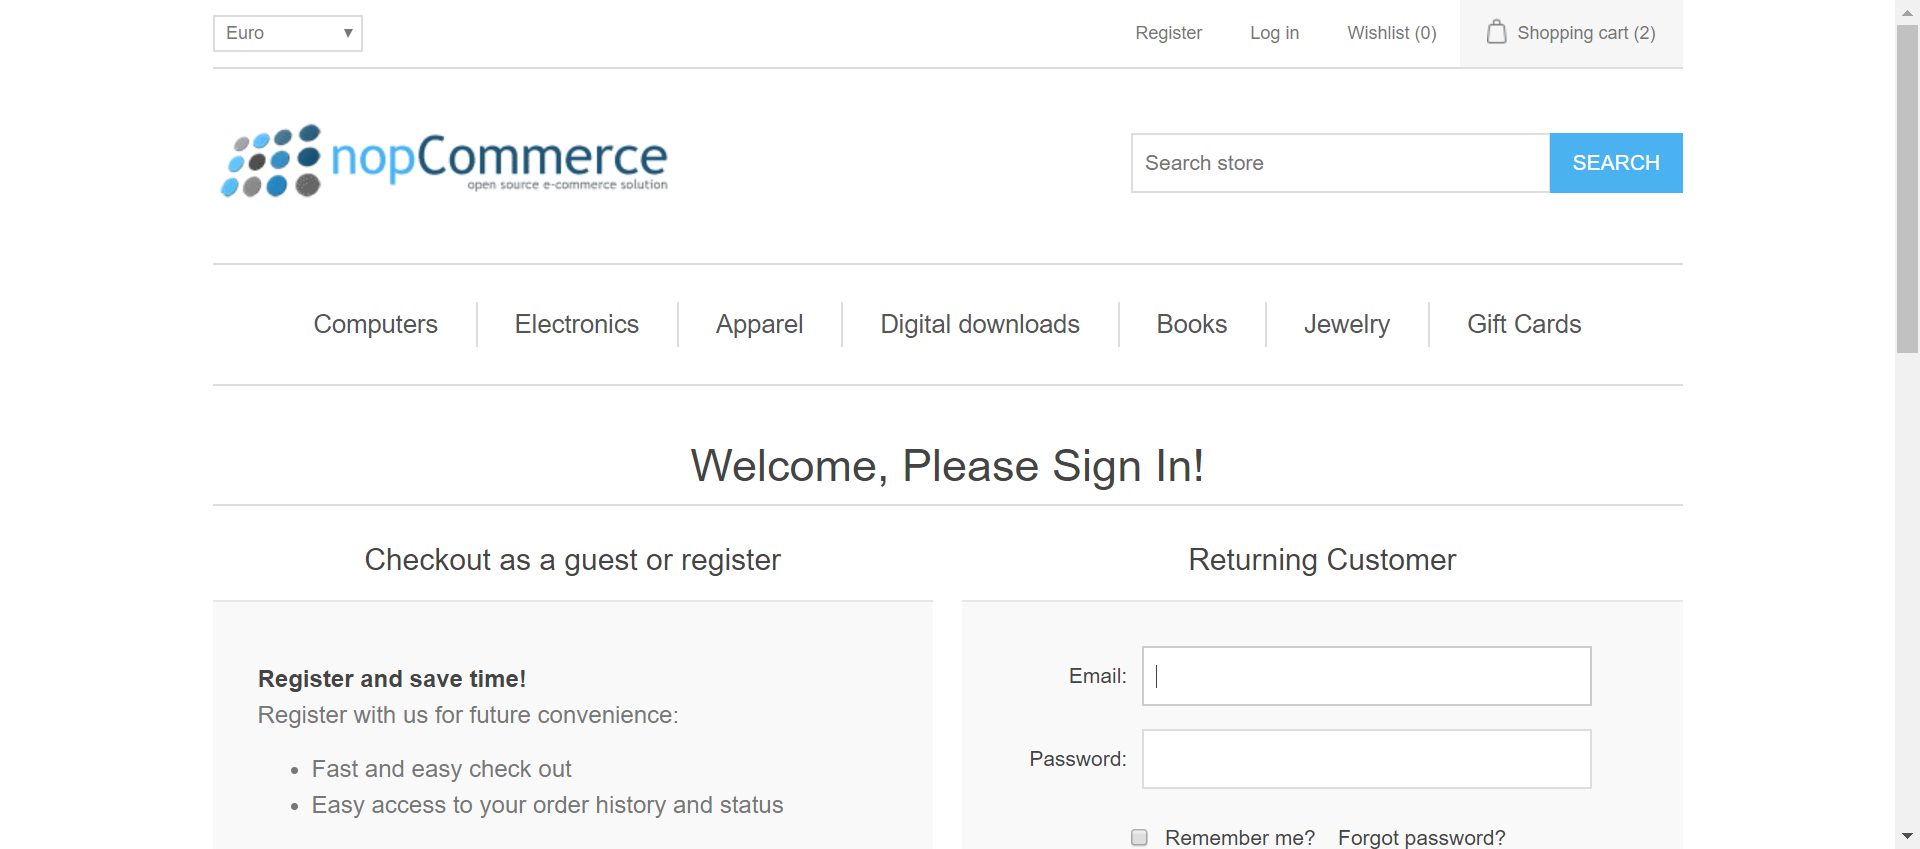 Euro
Register Log in Wishlist (0) Shopping cart (2)
nopCommerce
open source e-commerce solution
Search store SEARCH
Computers Electronics Apparel Digital downloads Books Jewelry Gift Cards
Welcome, Please Sign In!
Checkout as a guest or register
Register and save time!
Register with us for future convenience:
• Fast and easy check out
• Easy access to your order history and status
Returning Customer
Email:
Password:
Remember me? Forgot password?